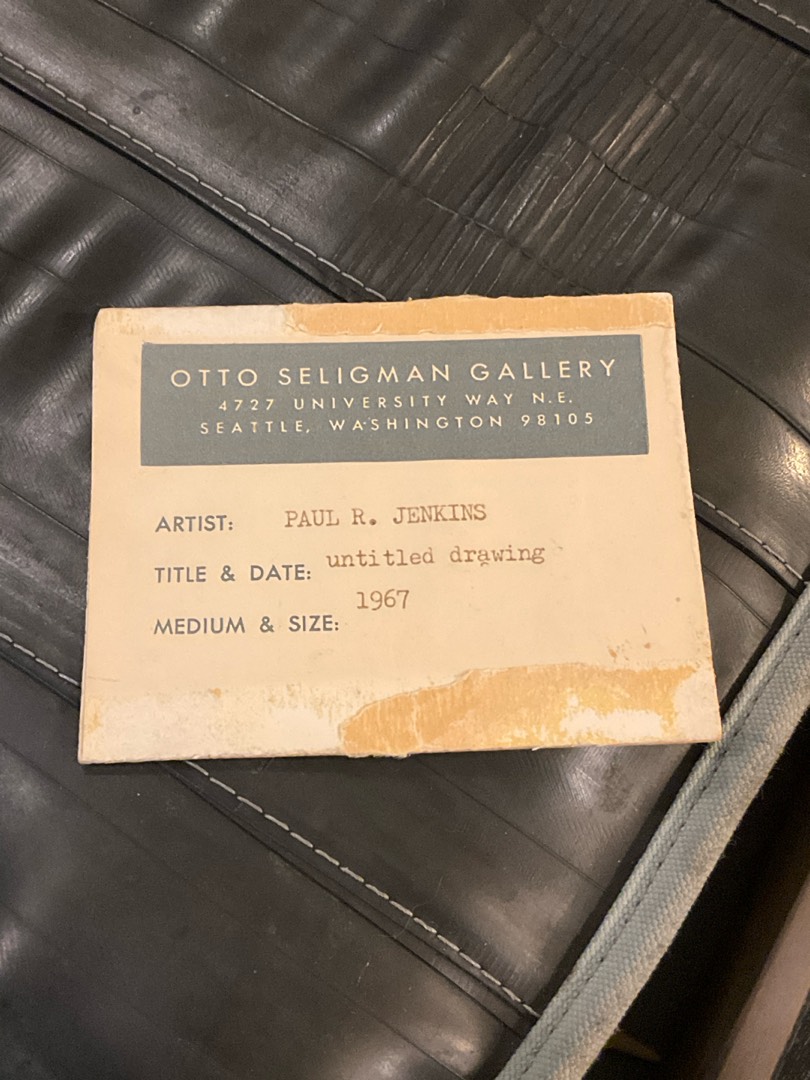 OTTO SELIGMAN GALLERY
4727 UNIVERSITY WAY N.E.
SEATTLE, WASHINGTON 98105
ARTIST: PAUL R. JENKINS
TITLE & DATE: untitled drawing
1967
MEDIUM & SIZE: